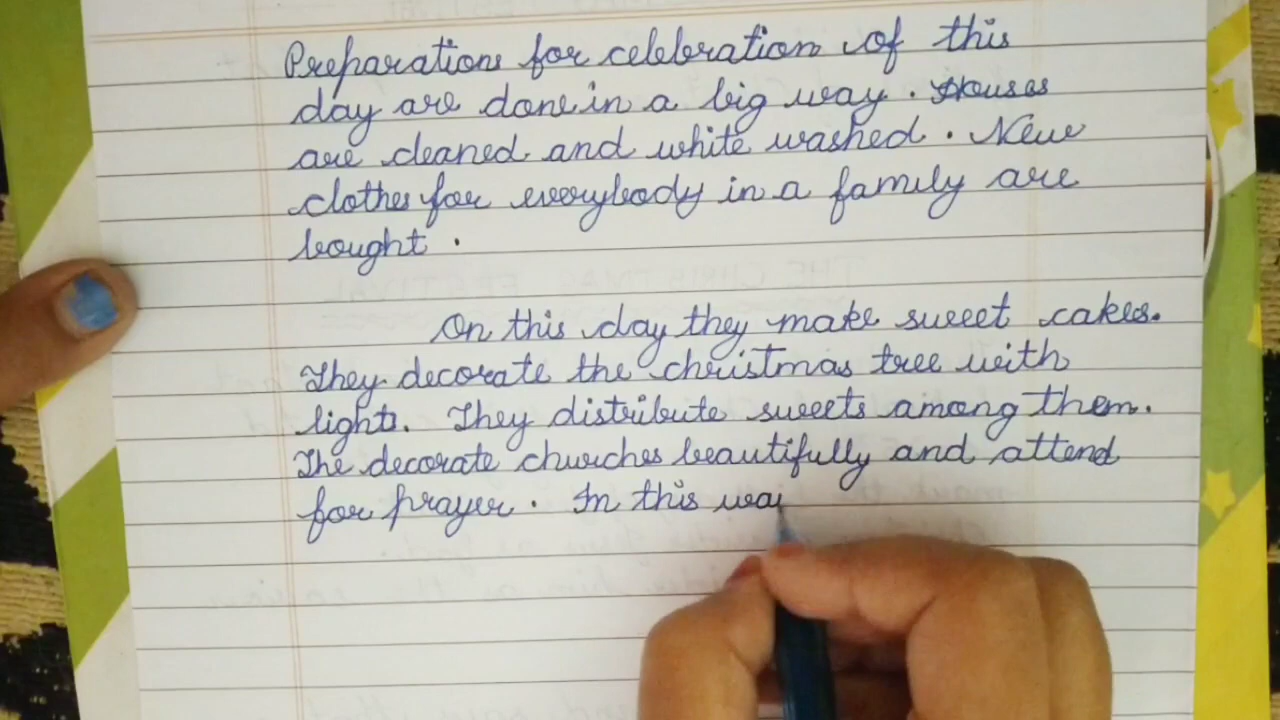 Preparations for celebration of this
day are done in a big way. Houses
are cleaned and white washed. New
clothes for everybody in a family are
bought.
On this day they make sweet cakes.
They decorate the christmas tree with
light. They distribute sweets among them.
The decorate churches beautifully and attend
for prayer. In this way